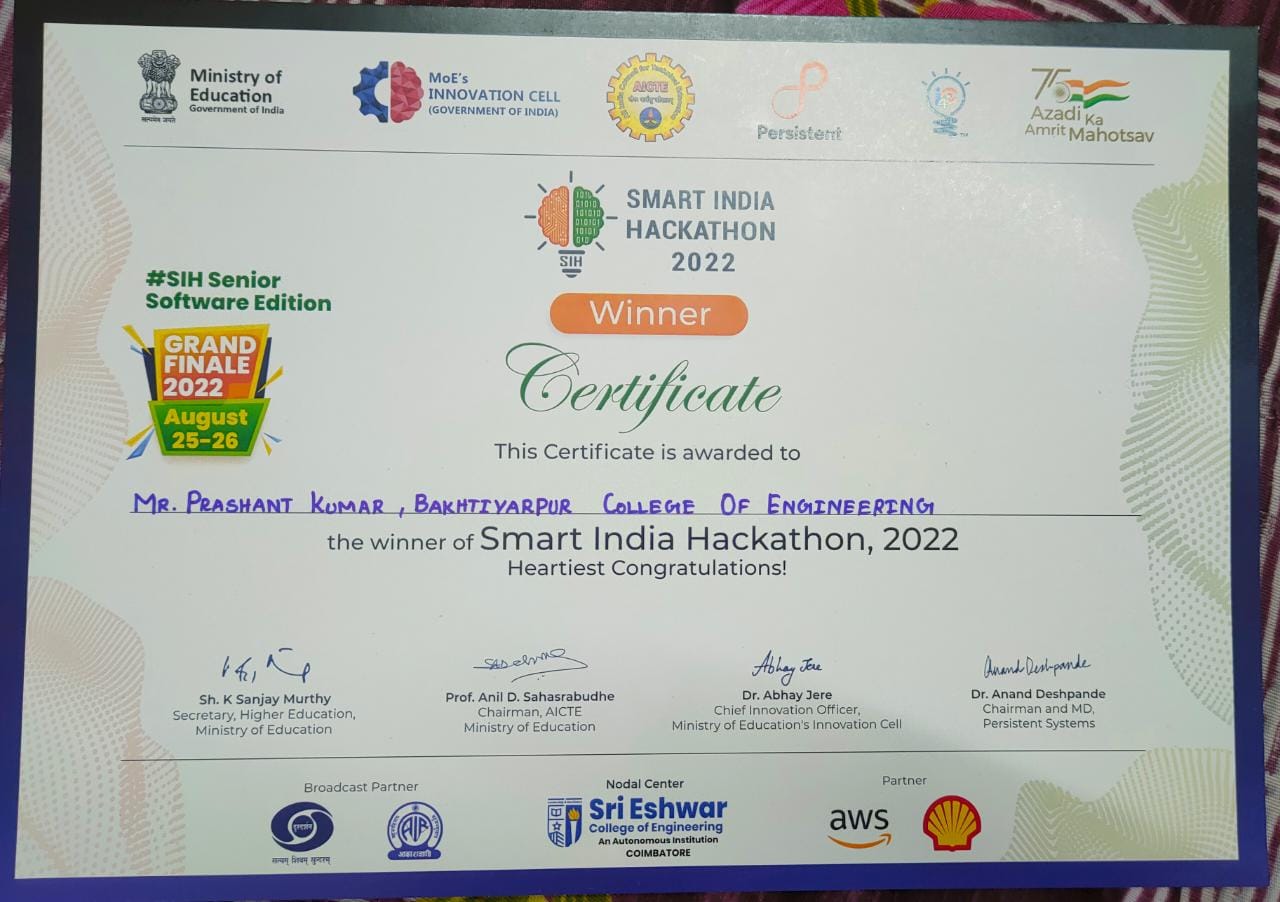 Ministry of
Education
Government of India
सत्यमेव जयते
MoE's
INNOVATION CELL
(GOVERNMENT OF INDIA)
AICTE
Persistent
75
Azadi Ka
Amrit Mahotsav
SMART INDIA
HACKATHON
2022
SIH
#SIH Senior
Software Edition
GRAND
FINALE
2022
August
25-26
Winner
Certificate
This Certificate is awarded to
MR. PRASHANT KUMAR, BAKHTIYARPUR COLLEGE OF ENGINEERING
the winner of Smart India Hackathon, 2022
Heartiest Congratulations!
Abhay Jere
Anand Deshpande
Sh. K Sanjay Murthy
Secretary, Higher Education,
Ministry of Education
Prof. Anil D. Sahasrabudhe
Chairman, AICTE
Ministry of Education
Dr. Abhay Jere
Chief Innovation Officer,
Ministry of Education's Innovation Cell
Dr. Anand Deshpande
Chairman and MD,
Persistent Systems
Broadcast Partner
दूरदर्शन
सत्यम् शिवम् सुन्दरम्
AIR
आकाशवाणी
Nodal Center
Sri Eshwar
College of Engineering
An Autonomous Institution
COIMBATORE
Partner
aws